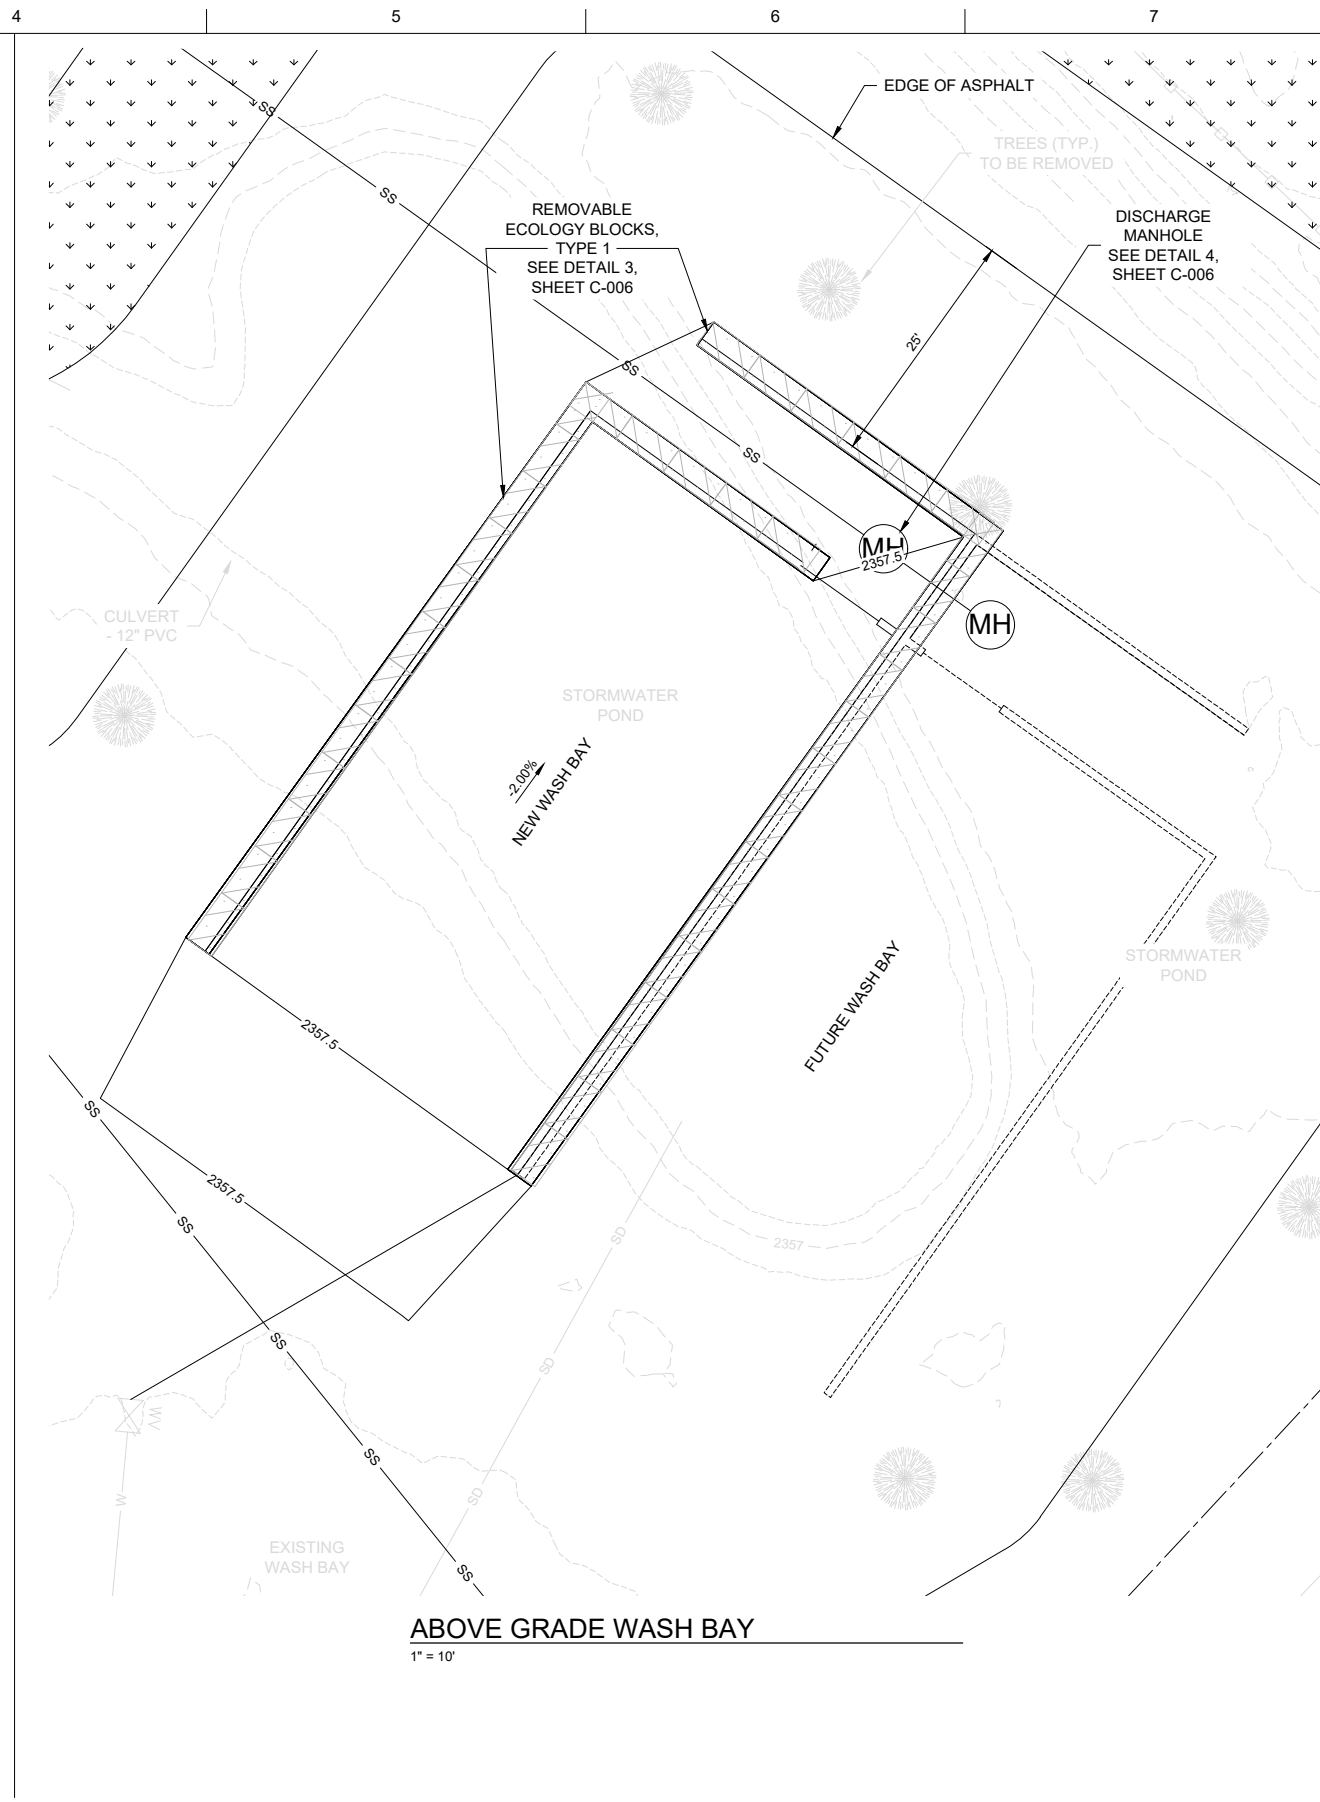 4
5
6
7
EDGE OF ASPHALT
TREES (TYP.)
TO BE REMOVED
SS
SS
REMOVABLE
ECOLOGY BLOCKS,
TYPE 1
SEE DETAIL 3,
SHEET C-006
DISCHARGE
MANHOLE
SEE DETAIL 4,
SHEET C-006
25'
SS
SS
MH
2357.5
MH
CULVERT
- 12" PVC
STORMWATER
POND
-2.00%
NEW WASH BAY
STORMWATER
POND
FUTURE WASH BAY
2357.5
SS
2357.5
SS
SD
2357
SS
SD
WV
SS
SD
W
EXISTING
WASH BAY
SS
ABOVE GRADE WASH BAY
1" = 10'